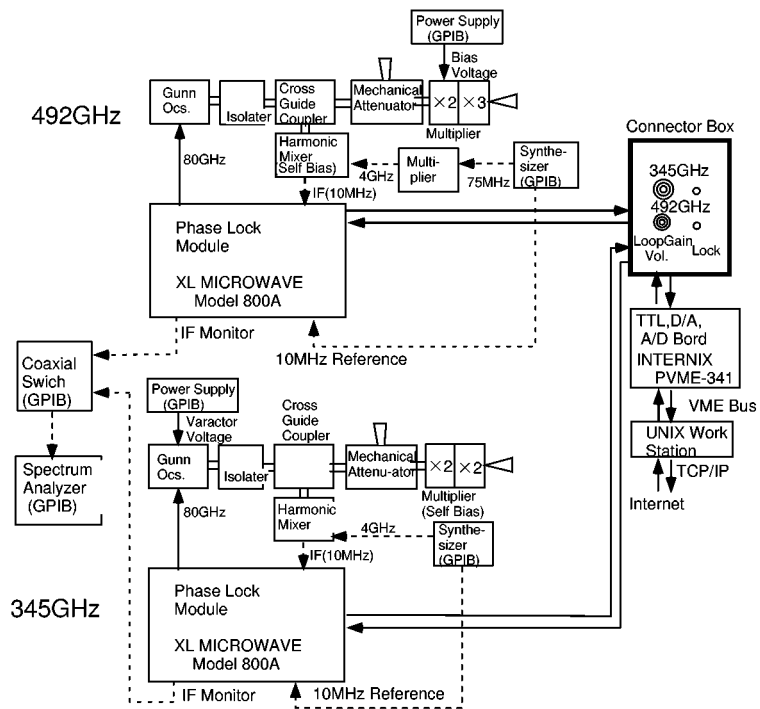 Power Supply
(GPIB)
Bias
Voltage
Gunn
Ocs.
Isolater
Cross
Guide
Coupler
Mechanical
Attenuator
×2
×3
Multiplier
492GHz
80GHz
Harmonic
Mixer
(Self Bias)
4GHz
Multi-
plier
75MHz
Synthe-
sizer
(GPIB)
IF(10MHz)
Connector Box
345GHz
492GHz
LoopGain
Vol.
Lock
Phase Lock
Module
XL MICROWAVE
Model 800A
IF Monitor
10MHz Reference
TTL,D/A,
A/D Bord
INTERNIX
PVME-341
VME Bus
UNIX Work
Station
TCP/IP
Internet
Coaxial
Swich
(GPIB)
Spectrum
Analyzer
(GPIB)
Power Supply
(GPIB)
Varactor
Voltage
Gunn
Ocs.
Isolater
Cross
Guide
Coupler
Mechanical
Attenu-ator
×2
×2
Multiplier
(Self Bias)
80GHz
Harmonic
Mixer
4GHz
Synthe-
sizer
(GPIB)
IF(10MHz)
345GHz
Phase Lock
Module
XL MICROWAVE
Model 800A
IF Monitor
10MHz Reference